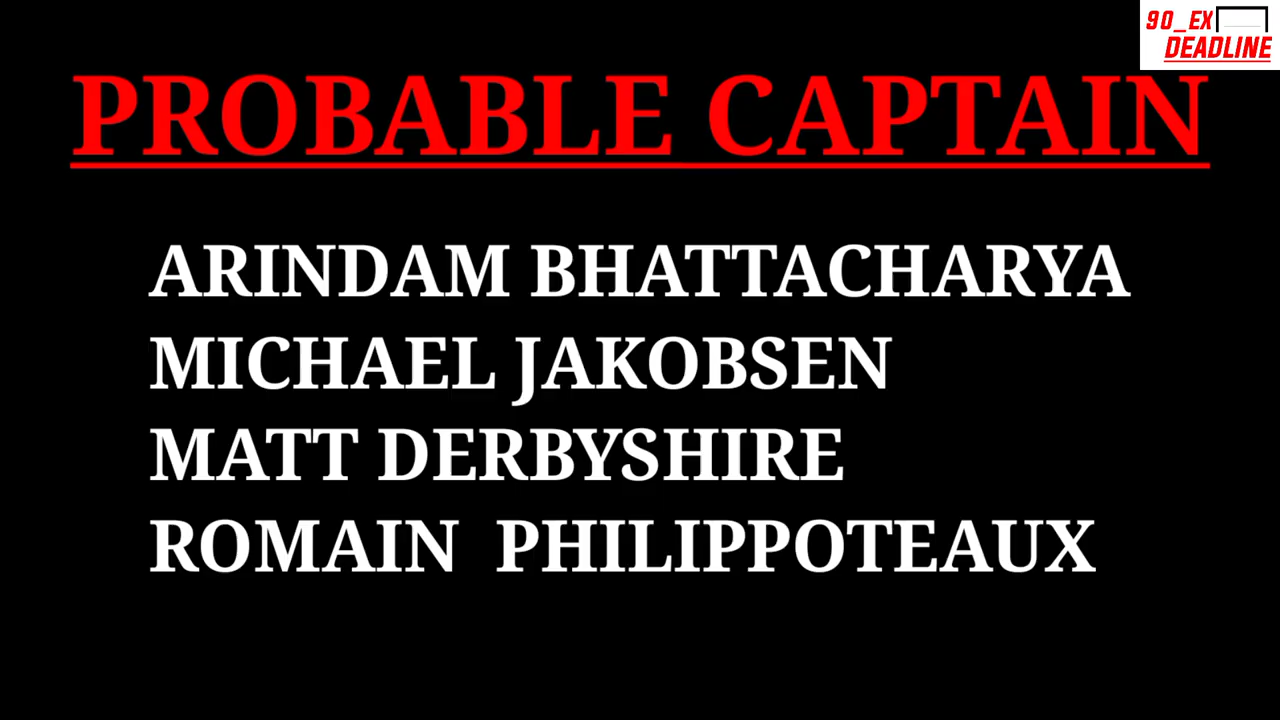 90_EX
DEADLINE
PROBABLE CAPTAIN
ARINDAM BHATTACHARYA
MICHAEL JAKOBSEN
MATT DERBYSHIRE
ROMAIN PHILIPPOTEAUX